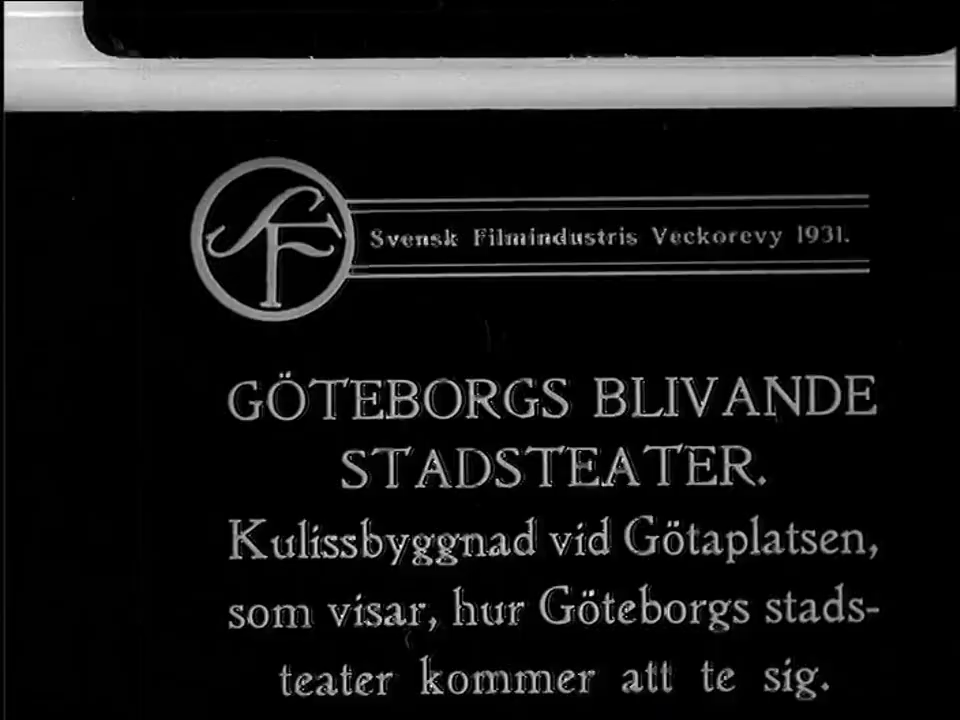 SF
Svensk Filmindustris Veckorevy 1931.
GÖTEBORGS BLIVANDE
STADSTEATER.
Kulissbyggnad vid Götaplatsen,
som visar, hur Göteborgs stads-
teater kommer att te sig.